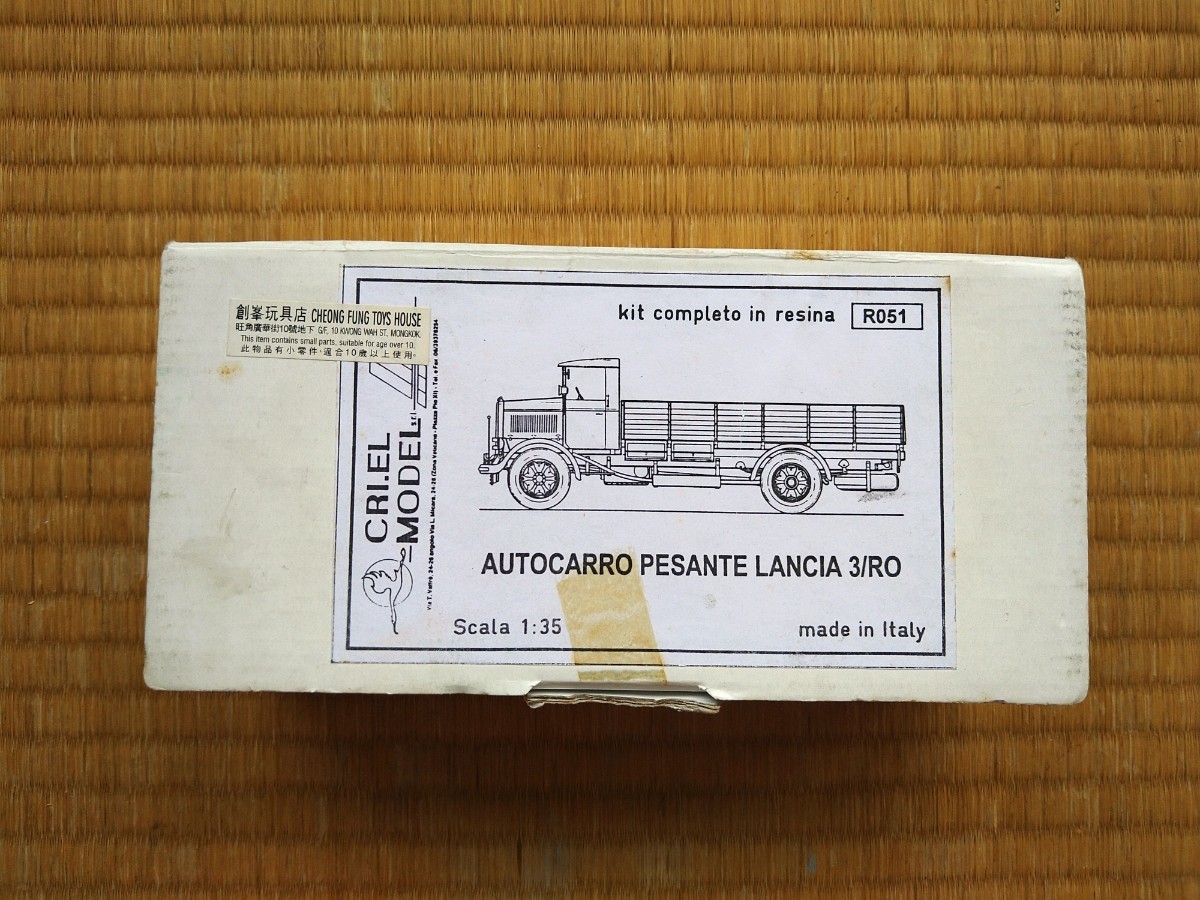 創峯玩具店 CHEONG FUNG TOYS HOUSE
旺角廣華街10號地下 G/F, 10 KWONG WAH ST, MONGKOK.
This item contains small parts, suitable for age over 10.
此物品有小零件，適合10歲以上使用。
kit completo in resina R051
CRI.EL
MODEL s.r.l.
AUTOCARRO PESANTE LANCIA 3/RO
Scala 1:35
made in Italy